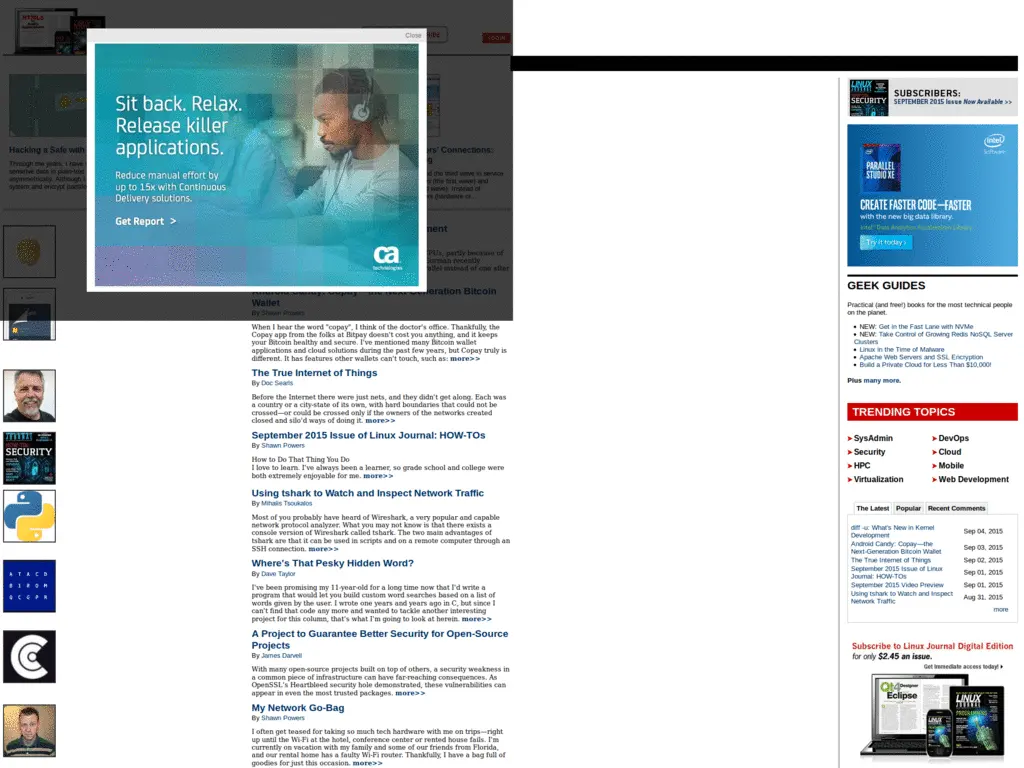 Close
LOGIN
Sit back. Relax.
Release killer
applications.
Reduce manual effort by
up to 15x with Continuous
Delivery solutions.
Get Report >
ca
technologies
Hacking a Safe with
Through the years, I have
Connections:
Android Candy: Copay—the Next-Generation Bitcoin
Wallet
By Shawn Powers
When I hear the word "copay", I think of the doctor's office. Thankfully, the
Copay app from the folks at Bitpay doesn't cost you anything, and it keeps
your Bitcoin healthy and secure. I've mentioned many Bitcoin wallet
applications and cloud solutions during the past few years, but Copay truly is
different. It has features other wallets can't touch, such as: more>>
The True Internet of Things
By Doc Searls
Before the Internet there were just nets, and they didn't get along. Each was
a country or a city-state of its own, with hard boundaries that could not be
crossed—or could be crossed only if the owners of the networks created
closed and silo'd ways of doing it. more>>
September 2015 Issue of Linux Journal: HOW-TOs
By Shawn Powers
How to Do That Thing You Do
I love to learn. I've always been a learner, so grade school and college were
both extremely enjoyable for me. more>>
Using tshark to Watch and Inspect Network Traffic
By Mihalis Tsoukalos
Most of you probably have heard of Wireshark, a very popular and capable
network protocol analyzer. What you may not know is that there exists a
console version of Wireshark called tshark. The two main advantages of
tshark are that it can be used in scripts and on a remote computer through an
SSH connection. more>>
Where's That Pesky Hidden Word?
By Dave Taylor
I've been promising my 11-year-old for a long time now that I'd write a
program that would let you build custom word searches based on a list of
words given by the user. I wrote one years and years ago in C, but since I
can't find that code any more and wanted to tackle another interesting
project for this column, that's what I'm going to look at herein. more>>
A Project to Guarantee Better Security for Open-Source
Projects
By James Darvell
With many open-source projects built on top of others, a security weakness in
a common piece of infrastructure can have far-reaching consequences. As
OpenSSL's Heartbleed security hole demonstrated, these vulnerabilities can
appear in even the most trusted packages. more>>
My Network Go-Bag
By Shawn Powers
I often get teased for taking so much tech hardware with me on trips—right
up until the Wi-Fi at the hotel, conference center or rented house fails. I'm
currently on vacation with my family and some of our friends from Florida,
and our rental home has a faulty Wi-Fi router. Thankfully, I have a bag full of
goodies for just this occasion. more>>
SECURITY
A T A C D
O I R O M
Q C G P R
LINUX
SECURITY
SUBSCRIBERS:
SEPTEMBER 2015 Issue Now Available >>
intel
Software
PARALLEL
STUDIO XE
CREATE FASTER CODE—FASTER
with the new big data library.
Intel® Data Analytics Acceleration Library
Try it today ›
GEEK GUIDES
Practical (and free!) books for the most technical people
on the planet.
• NEW: Get in the Fast Lane with NVMe
• NEW: Take Control of Growing Redis NoSQL Server
Clusters
• Linux in the Time of Malware
• Apache Web Servers and SSL Encryption
• Build a Private Cloud for Less Than $10,000!
Plus many more.
TRENDING TOPICS
SysAdmin DevOps
Security Cloud
HPC Mobile
Virtualization Web Development
The Latest Popular Recent Comments
diff -u: What's New in Kernel
Development Sep 04, 2015
Android Candy: Copay—the
Next-Generation Bitcoin Wallet Sep 03, 2015
The True Internet of Things Sep 02, 2015
September 2015 Issue of Linux
Journal: HOW-TOs Sep 01, 2015
September 2015 Video Preview Sep 01, 2015
Using tshark to Watch and Inspect
Network Traffic Aug 31, 2015
more
Subscribe to Linux Journal Digital Edition
for only $2.45 an issue.
Get immediate access today!
Qt4 Designer
Eclipse
LINUX
JOURNAL
PROGRAMMING